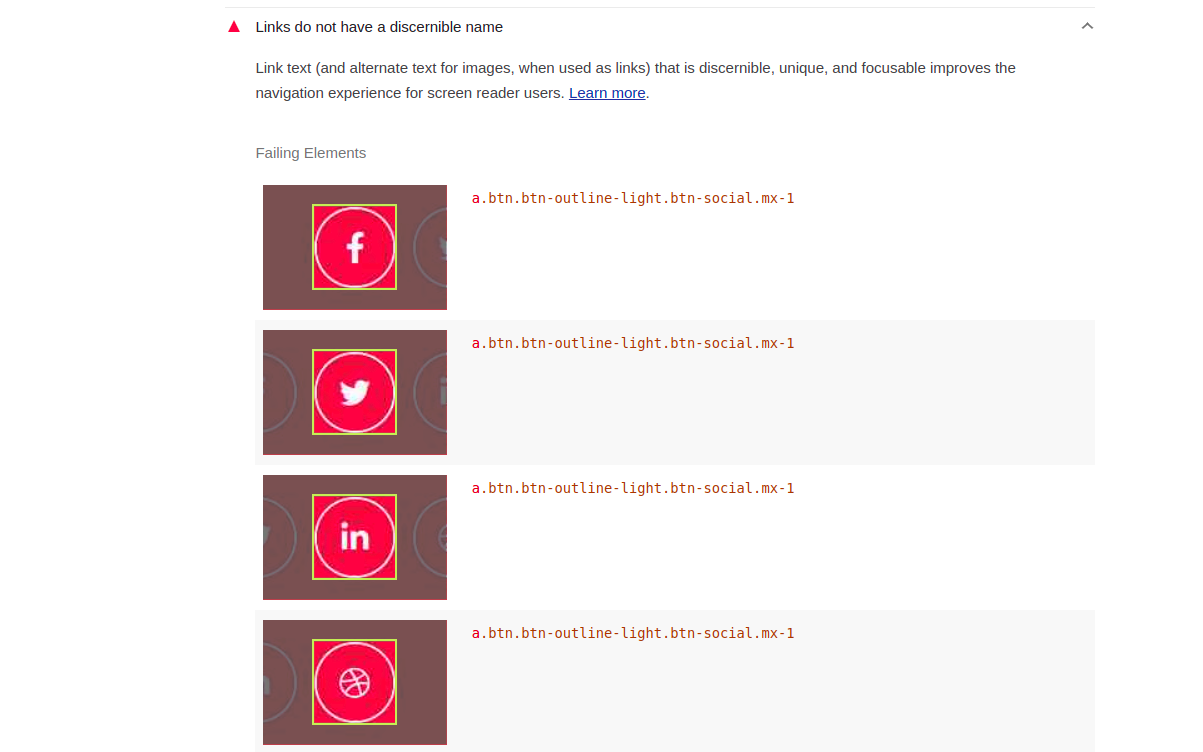 Links do not have a discernible name
Link text (and alternate text for images, when used as links) that is discernible, unique, and focusable improves the
navigation experience for screen reader users. Learn more.
Failing Elements
a.btn.btn-outline-light.btn-social.mx-1
a.btn.btn-outline-light.btn-social.mx-1
in
a.btn.btn-outline-light.btn-social.mx-1
a.btn.btn-outline-light.btn-social.mx-1